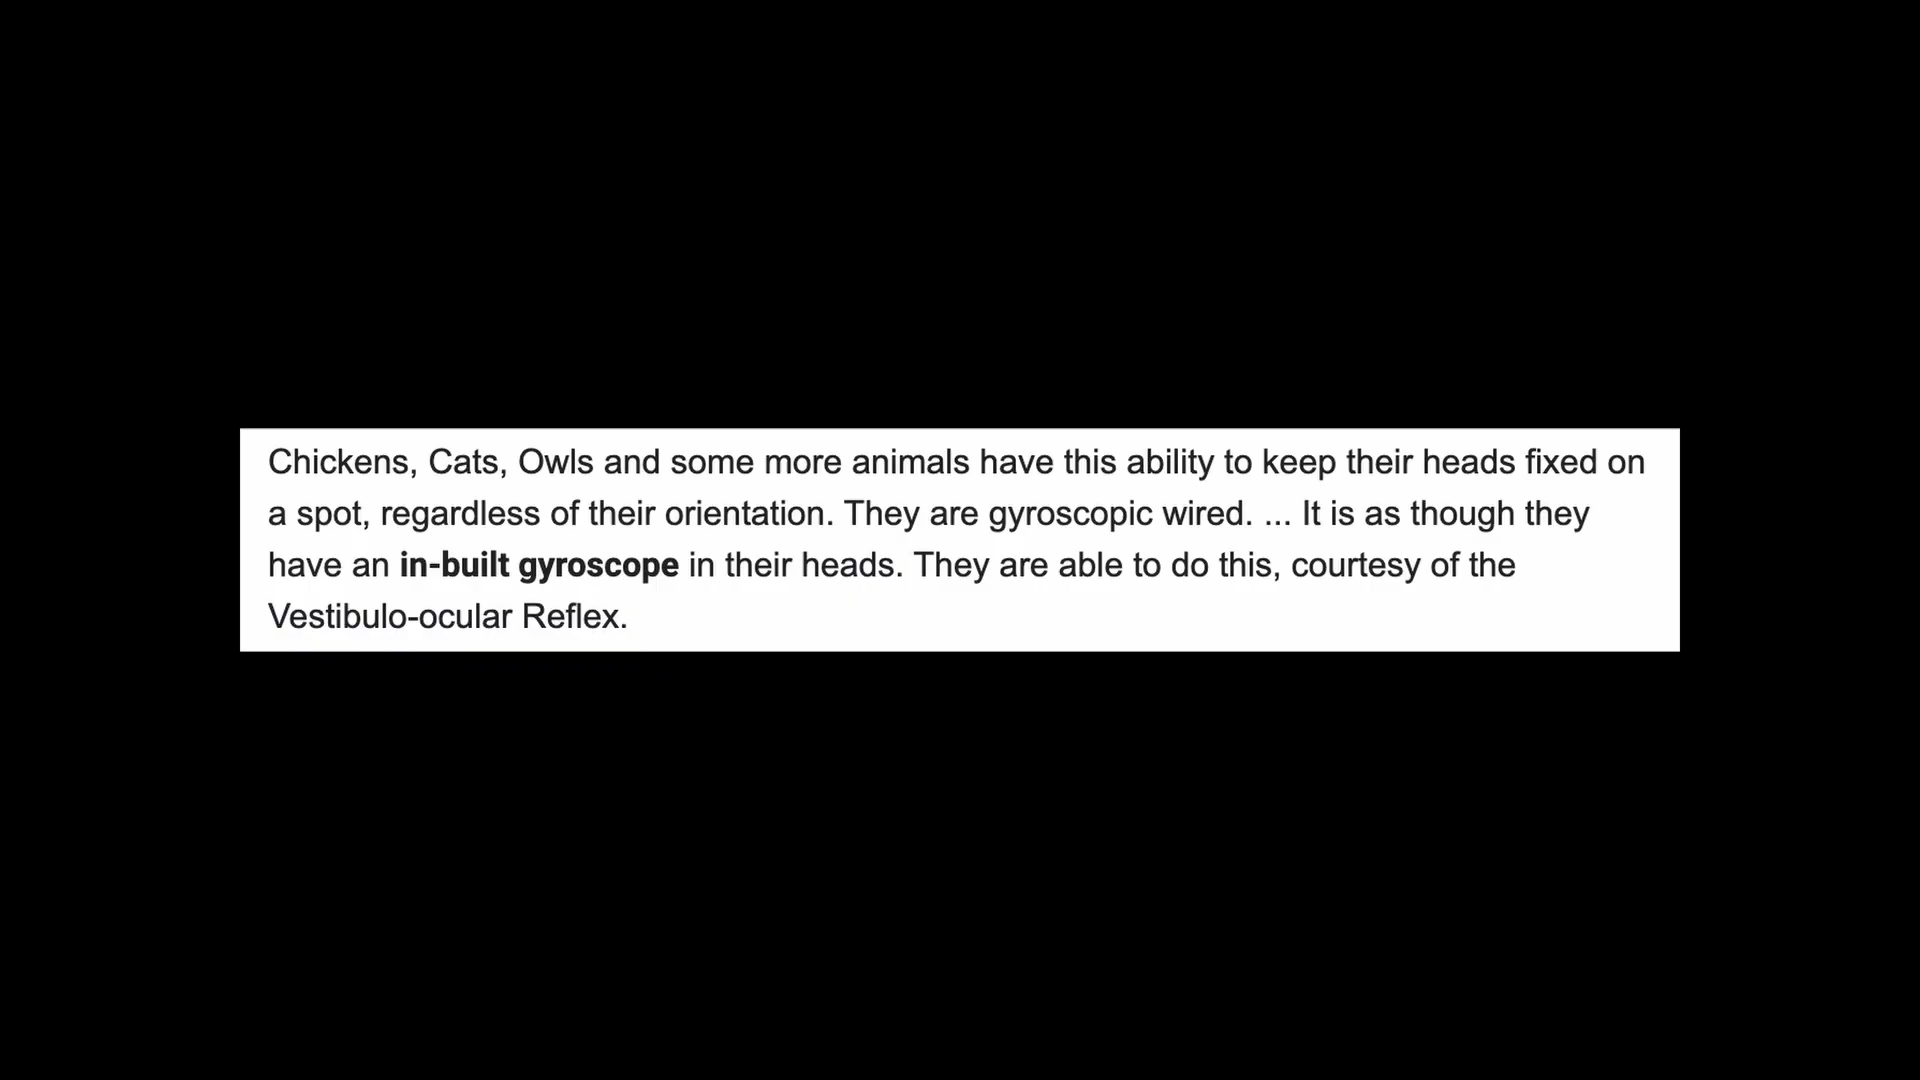 Chickens, Cats, Owls and some more animals have this ability to keep their heads fixed on
a spot, regardless of their orientation. They are gyroscopic wired. ... It is as though they
have an in-built gyroscope in their heads. They are able to do this, courtesy of the
Vestibulo-ocular Reflex.